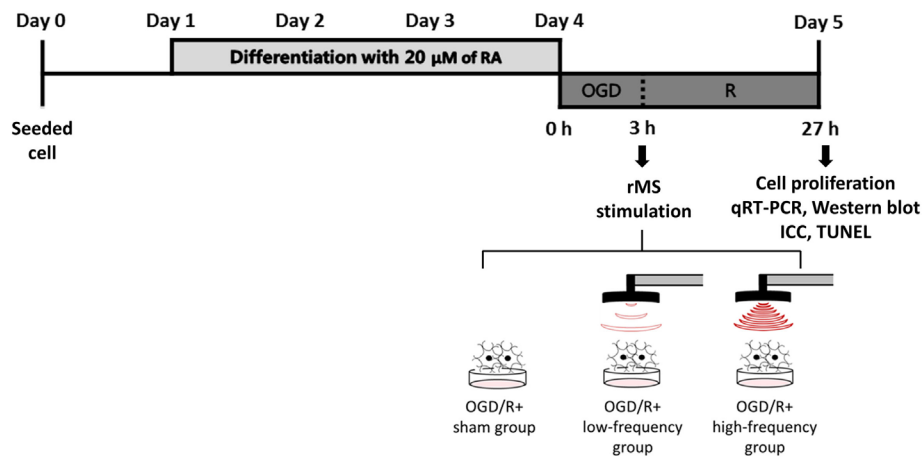 Day 0 Day 1 Day 2 Day 3 Day 4 Day 5
Differentiation with 20 µM of RA
OGD R
0 h 3 h 27 h
Seeded
cell
rMS
stimulation
Cell proliferation
qRT-PCR, Western blot
ICC, TUNEL
OGD/R+
sham group
OGD/R+
low-frequency
group
OGD/R+
high-frequency
group